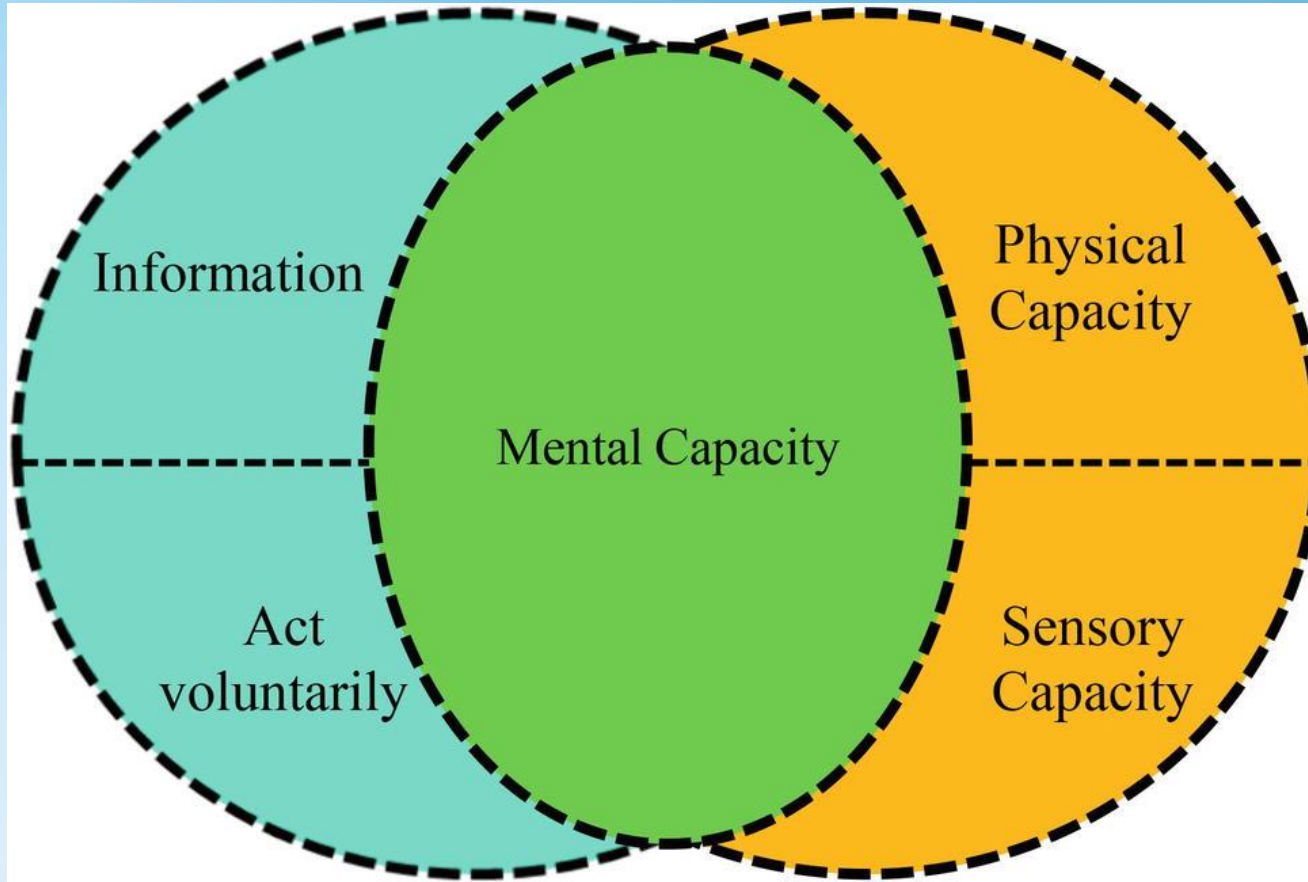 Information
Act
voluntarily
Mental Capacity
Physical
Capacity
Sensory
Capacity